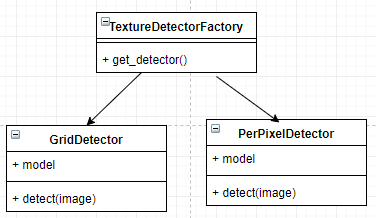 TextureDetectorFactory
+ get_detector()
GridDetector
+ model
+ detect(image)
PerPixelDetector
+ model
+ detect(image)